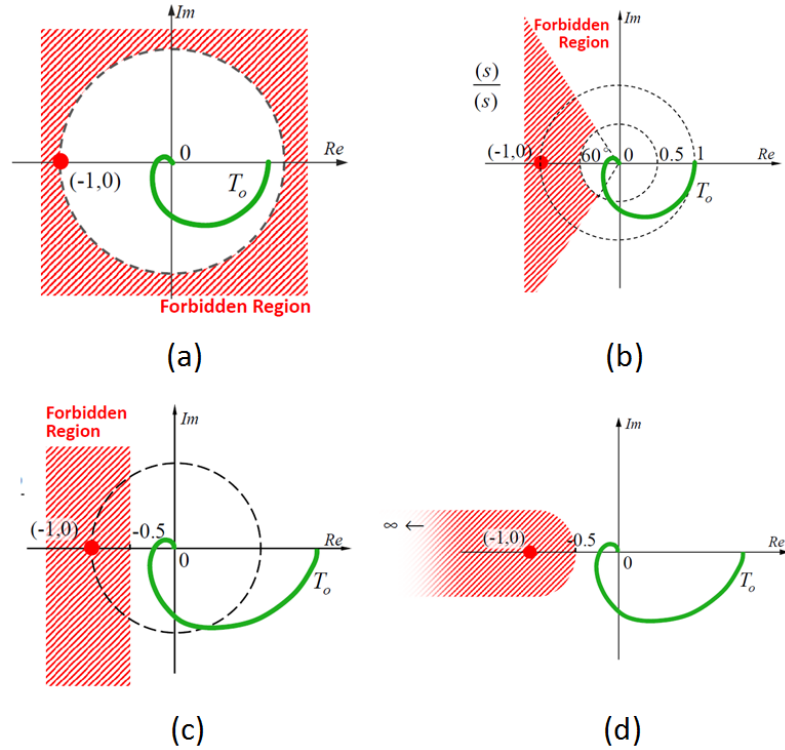 Im
0
Re
(-1,0)
T_o
Forbidden Region
(a)
Forbidden
Region
Im
(s)
(s)
(-1,0)
60°
0
0.5
1
Re
T_o
(b)
Forbidden
Region
Im
(-1,0)
-0.5
0
Re
T_o
(c)
Im
∞ ←
(-1,0)
-0.5
0
Re
T_o
(d)